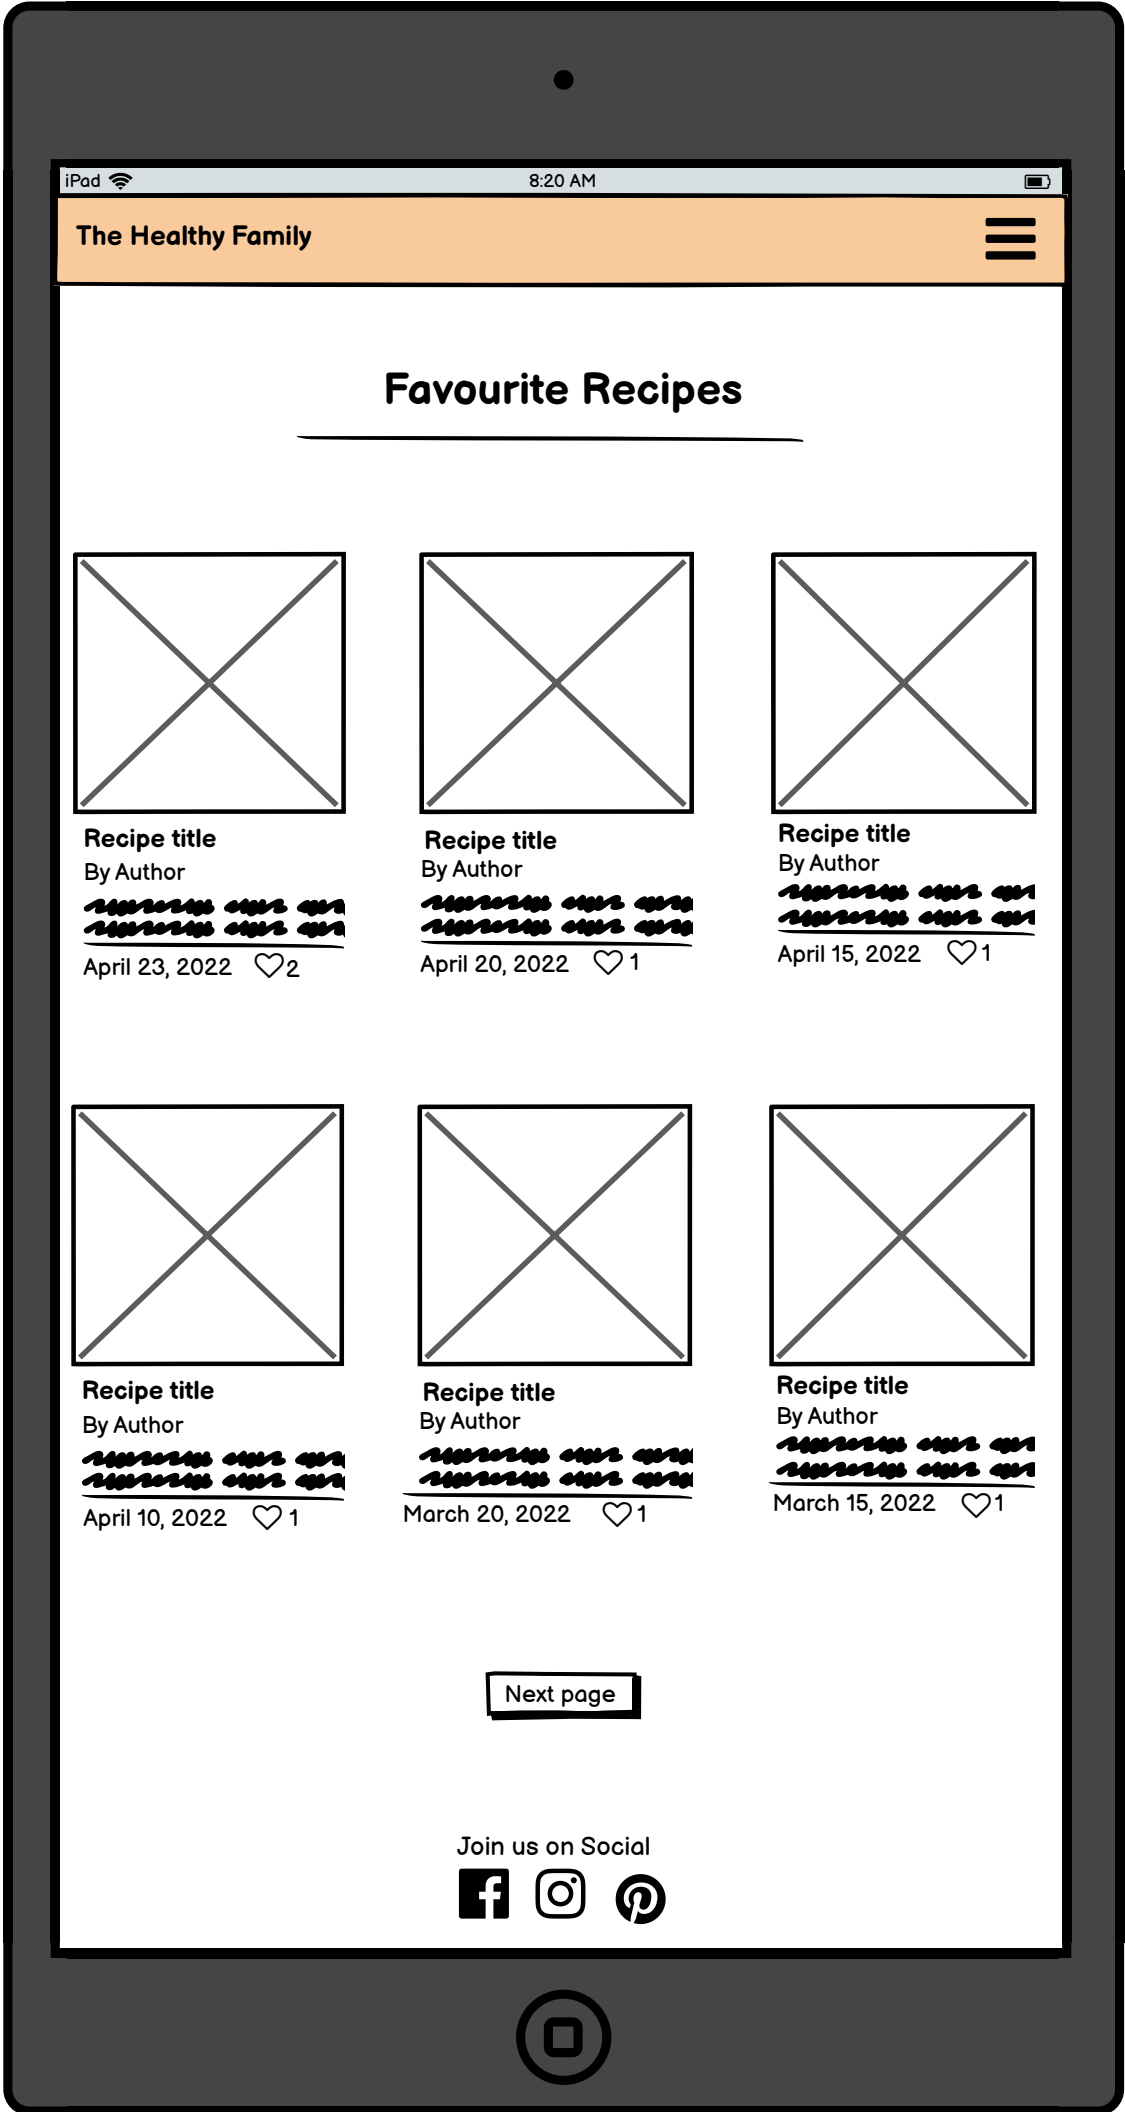 iPad 8:20 AM
The Healthy Family
Favourite Recipes
Recipe title
By Author
April 23, 2022 2
Recipe title
By Author
April 20, 2022 1
Recipe title
By Author
April 15, 2022 1
Recipe title
By Author
April 10, 2022 1
Recipe title
By Author
March 20, 2022 1
Recipe title
By Author
March 15, 2022 1
Next page
Join us on Social